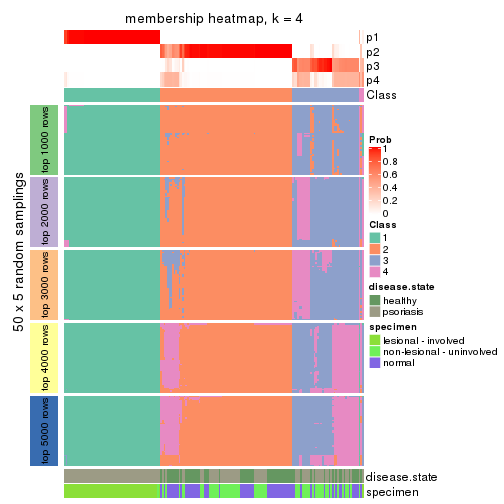 membership heatmap, k = 4
p1
p2
p3
p4
Class
50 x 5 random samplings
top 1000 rows
top 2000 rows
top 3000 rows
top 4000 rows
top 5000 rows
disease.state
specimen
Prob
1
0.8
0.6
0.4
0.2
0
Class
1
2
3
4
disease.state
healthy
psoriasis
specimen
lesional - involved
non-lesional - uninvolved
normal